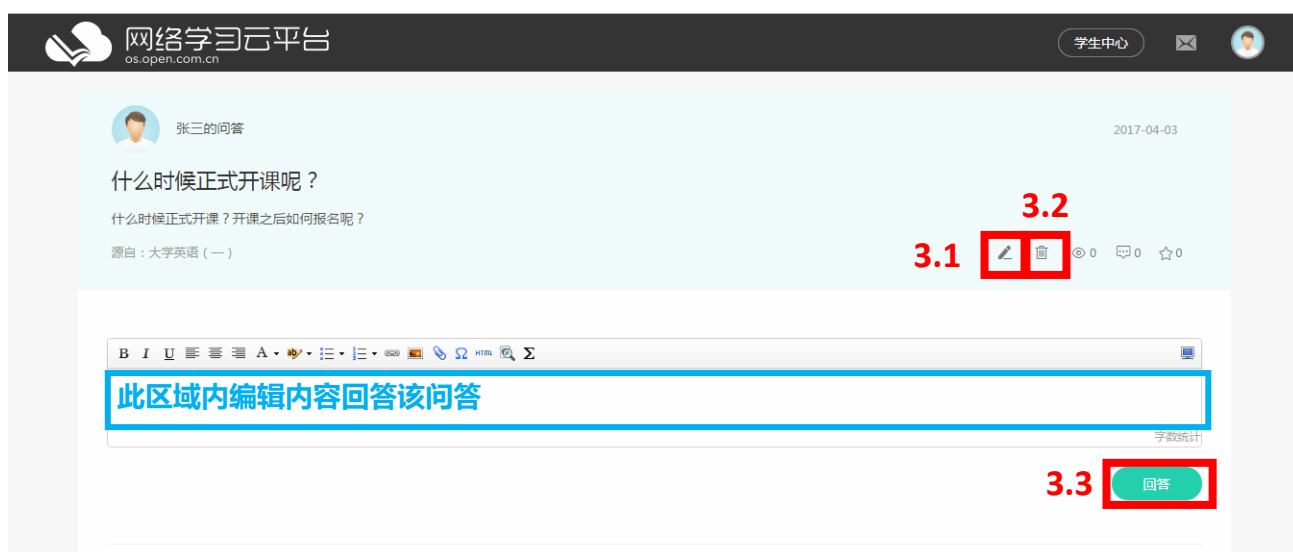 网络学习云平台
os.open.com.cn
学生中心
张三的问答
2017-04-03
什么时候正式开课呢？
什么时候正式开课？开课之后如何报名呢？
3.2
源自：大学英语（一）
3.1
0 0 0
B I U A ab HTML Ω Σ
此区域内编辑内容回答该问答
字数统计
3.3
回答